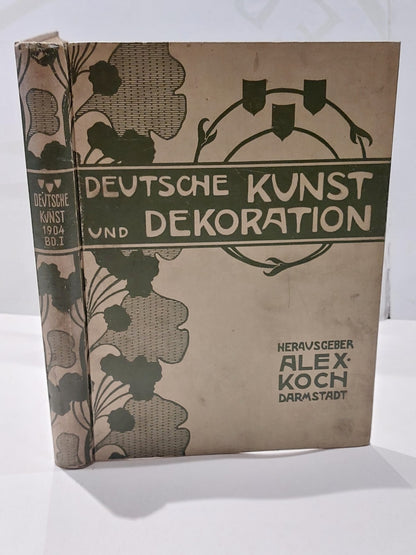 DEUTSCHE
KUNST
1904
BD.I
DEUTSCHE KUNST
UND DEKORATION
HERAUSGEBER
ALEX·
KOCH
DARMSTADT